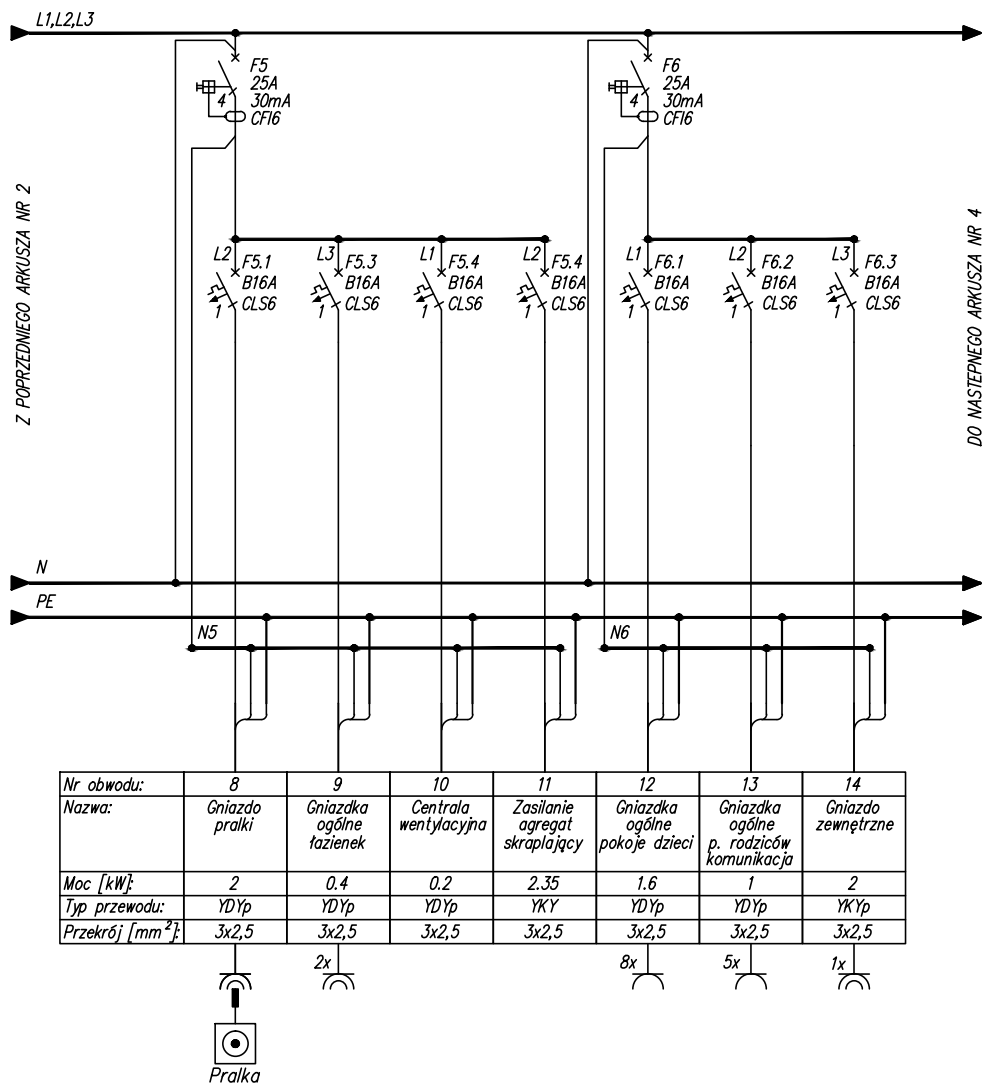 L1,L2,L3
F5
25A
30mA
CFI6
4
F6
25A
30mA
CFI6
4
Z POPRZEDNIEGO ARKUSZA NR 2
DO NASTEPNEGO ARKUSZA NR 4
L2
F5.1
B16A
CLS6
1
L3
F5.3
B16A
CLS6
1
L1
F5.4
B16A
CLS6
1
L2
F5.4
B16A
CLS6
1
L1
F6.1
B16A
CLS6
1
L2
F6.2
B16A
CLS6
1
L3
F6.3
B16A
CLS6
1
N
PE
N5
N6
Nr obwodu: 8 9 10 11 12 13 14
Nazwa:
Gniazdo
pralki
Gniazdka
ogólne
łazienek
Centrala
wentylacyjna
Zasilanie
agregat
skraplający
Gniazdka
ogólne
pokoje dzieci
Gniazdka
ogólne
p. rodziców
komunikacja
Gniazdo
zewnętrzne
Moc [kW]: 2 0.4 0.2 2.35 1.6 1 2
Typ przewodu: YDYp YDYp YDYp YKY YDYp YDYp YKYp
Przekrój [mm²]: 3x2,5 3x2,5 3x2,5 3x2,5 3x2,5 3x2,5 3x2,5
2x
8x
5x
1x
Pralka